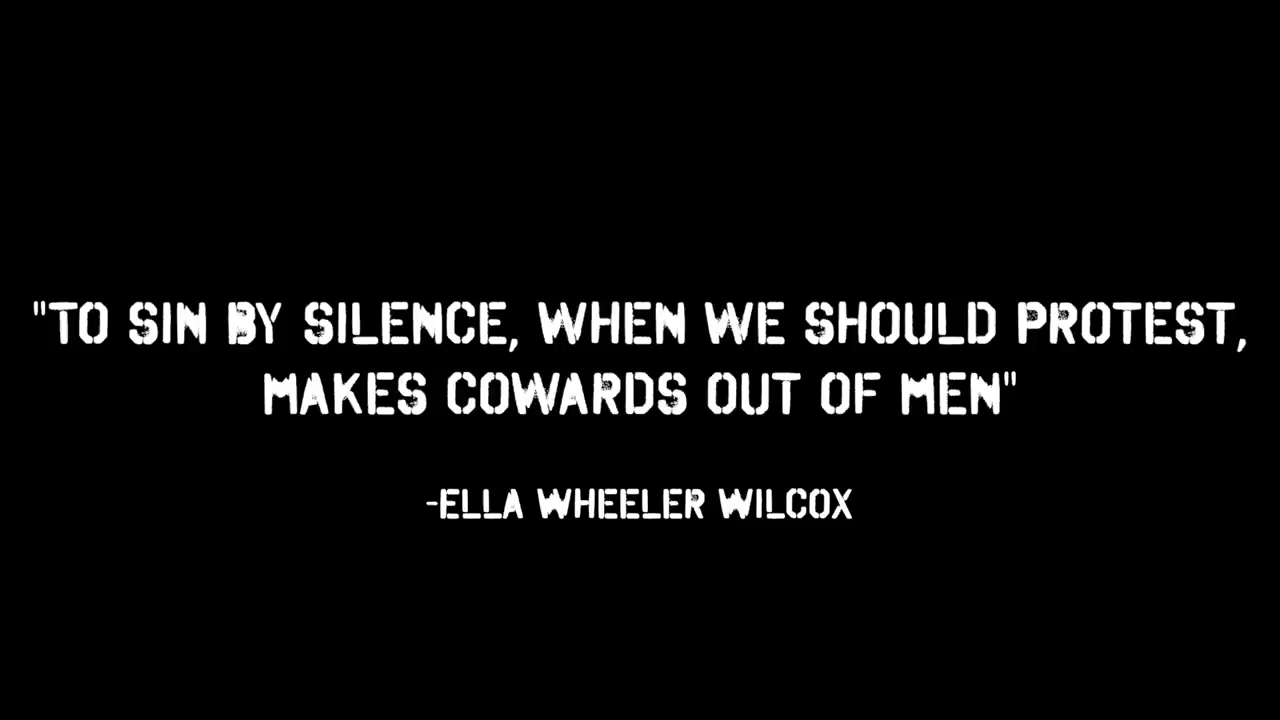 "TO SIN BY SILENCE, WHEN WE SHOULD PROTEST,
MAKES COWARDS OUT OF MEN"
-ELLA WHEELER WILCOX